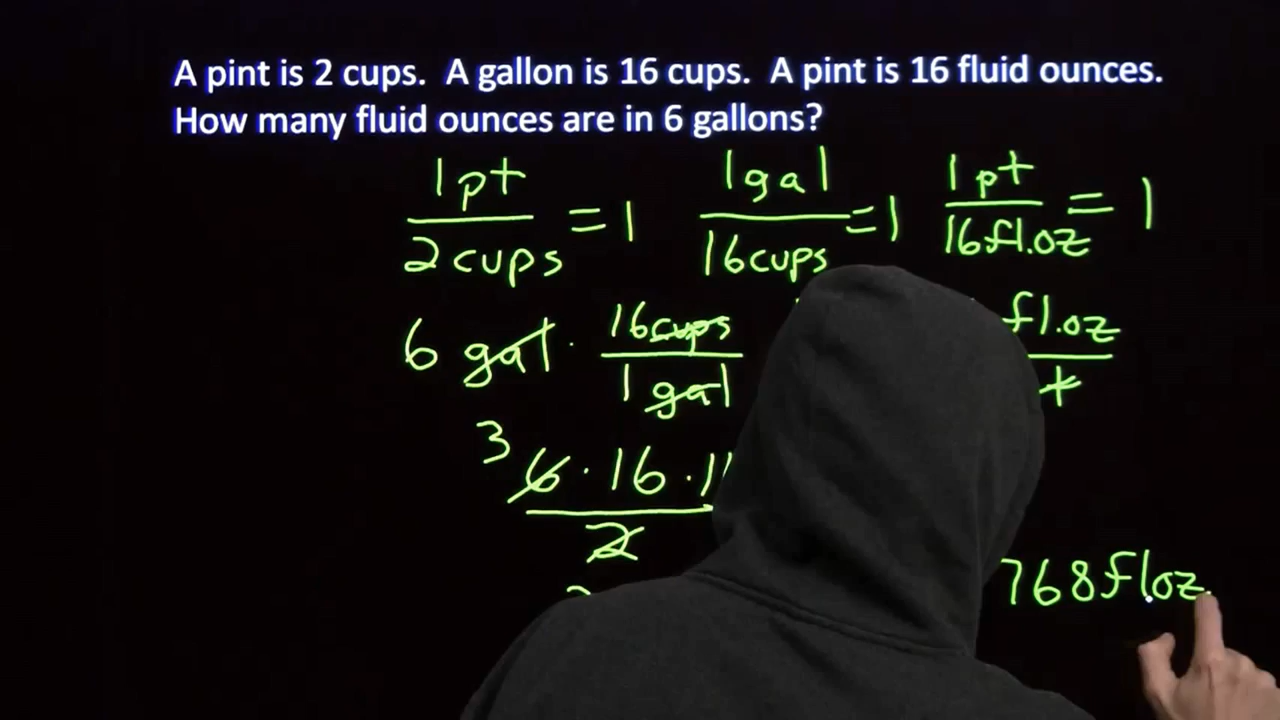 A pint is 2 cups. A gallon is 16 cups. A pint is 16 fluid ounces.
How many fluid ounces are in 6 gallons?
1pt / 2 cups = 1 1gal / 16cups = 1 1pt / 16fl.oz = 1
6 gal · 16cups / 1gal fl.oz
3 6 · 16 ·
2
768fl.oz